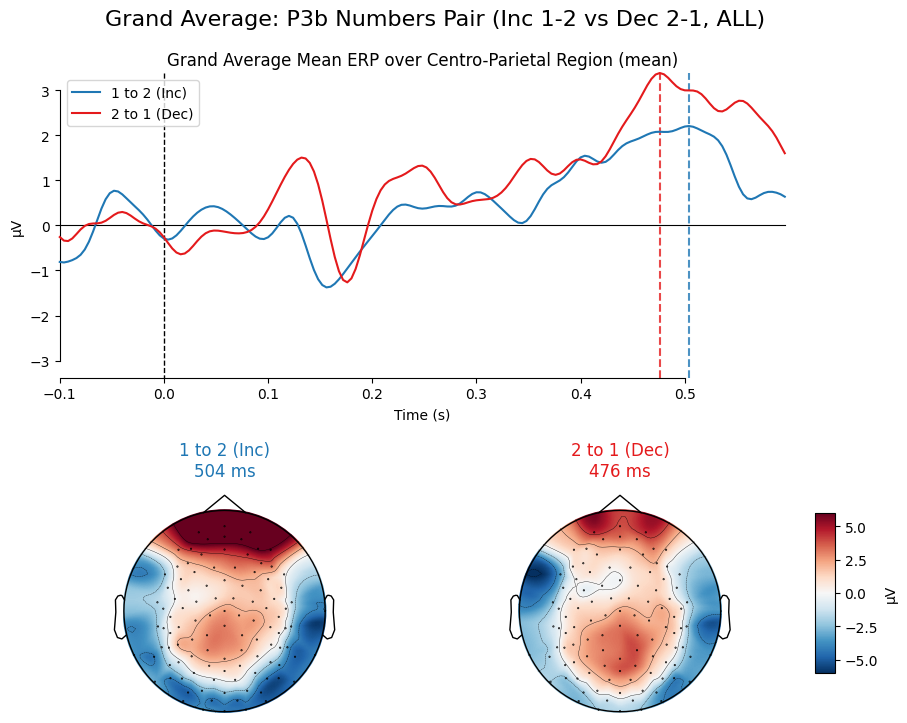 Grand Average: P3b Numbers Pair (Inc 1-2 vs Dec 2-1, ALL)
Grand Average Mean ERP over Centro-Parietal Region (mean)
1 to 2 (Inc)
2 to 1 (Dec)
µV
3
2
1
0
−1
−2
−3
−0.1
0.0
0.1
0.2
0.3
0.4
0.5
Time (s)
1 to 2 (Inc)
504 ms
2 to 1 (Dec)
476 ms
5.0
2.5
0.0
−2.5
−5.0
µV